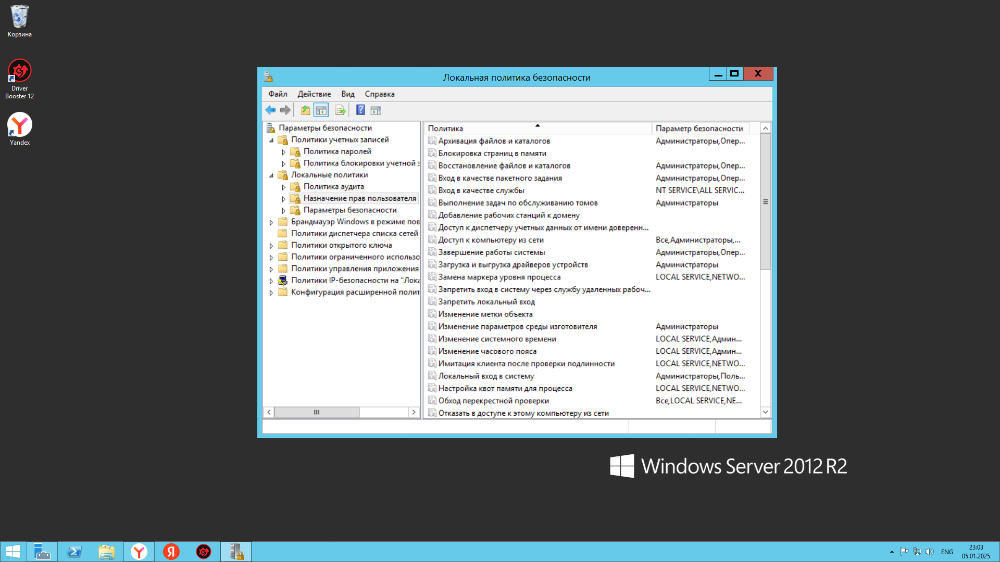 Корзина
Driver
Booster 12
Yandex
Локальная политика безопасности
Файл Действие Вид Справка
Параметры безопасности
Политики учетных записей
Политика паролей
Политика блокировки учетной з
Локальные политики
Политика аудита
Назначение прав пользователя
Параметры безопасности
Брандмауэр Windows в режиме пов
Политики диспетчера списка сетей
Политики открытого ключа
Политики ограниченного использо
Политики управления приложения
Политики IP-безопасности на "Лока
Конфигурация расширенной полит
Политика Параметр безопасности
Архивация файлов и каталогов Администраторы,Опер...
Блокировка страниц в памяти
Восстановление файлов и каталогов Администраторы,Опер...
Вход в качестве пакетного задания Администраторы,Опер...
Вход в качестве службы NT SERVICE\ALL SERVIC...
Выполнение задач по обслуживанию томов Администраторы
Добавление рабочих станций к домену
Доступ к диспетчеру учетных данных от имени доверенн...
Доступ к компьютеру из сети Все,Администраторы,...
Завершение работы системы Администраторы,Опер...
Загрузка и выгрузка драйверов устройств Администраторы
Замена маркера уровня процесса LOCAL SERVICE,NETWO...
Запретить вход в систему через службу удаленных рабоч...
Запретить локальный вход
Изменение метки объекта
Изменение параметров среды изготовителя Администраторы
Изменение системного времени LOCAL SERVICE,Админ...
Изменение часового пояса LOCAL SERVICE,Админ...
Имитация клиента после проверки подлинности LOCAL SERVICE,NETWO...
Локальный вход в систему Администраторы,Поль...
Настройка квот памяти для процесса LOCAL SERVICE,NETWO...
Обход перекрестной проверки Все,LOCAL SERVICE,NE...
Отказать в доступе к этому компьютеру из сети
Windows Server 2012 R2
ENG
23:03
05.01.2025